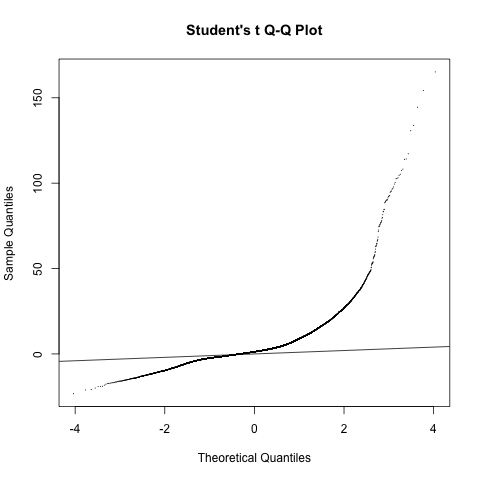 Student's t Q-Q Plot
Sample Quantiles
150
100
50
0
-4 -2 0 2 4
Theoretical Quantiles